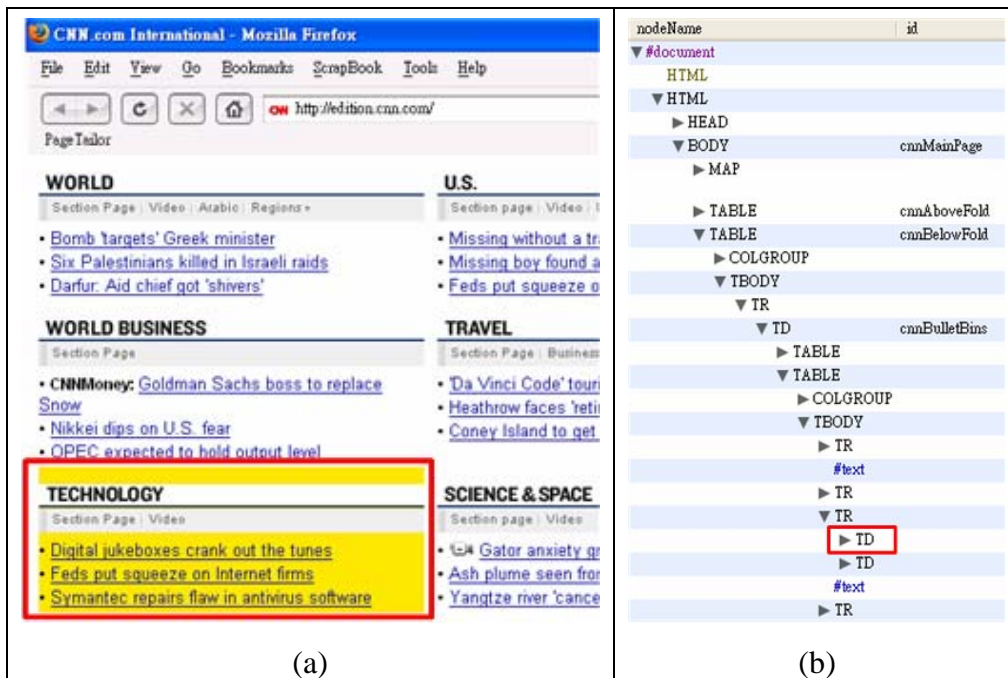 CNN.com International - Mozilla Firefox
File Edit View Go Bookmarks ScrapBook Tools Help
CNN http://edition.cnn.com/
PageTailor
WORLD
Section Page | Video | Arabic | Regions
• Bomb 'targets' Greek minister
• Six Palestinians killed in Israeli raids
• Darfur: Aid chief got 'shivers'
WORLD BUSINESS
Section Page
• CNNMoney: Goldman Sachs boss to replace
Snow
• Nikkei dips on U.S. fear
• OPEC expected to hold output level
TECHNOLOGY
Section Page | Video
• Digital jukeboxes crank out the tunes
• Feds put squeeze on Internet firms
• Symantec repairs flaw in antivirus software
U.S.
Section page | Video |
• Missing without a
• Missing boy found a
• Feds put squeeze o
TRAVEL
Section Page |
• 'Da Vinci Code'
• Heathrow faces
• Coney Island to get
SCIENCE & SPACE
Section page | Video
• Gator anxiety
• Ash plume seen
• Yangtze river
(a)
nodeName id
#document
HTML
HTML
HEAD
BODY cnnMainPage
MAP
TABLE cnnAboveFold
TABLE cnnBelowFold
COLGROUP
TBODY
TR
TD cnnBulletBins
TABLE
TABLE
COLGROUP
TBODY
TR
#text
TR
TR
TD
TD
#text
TR
(b)